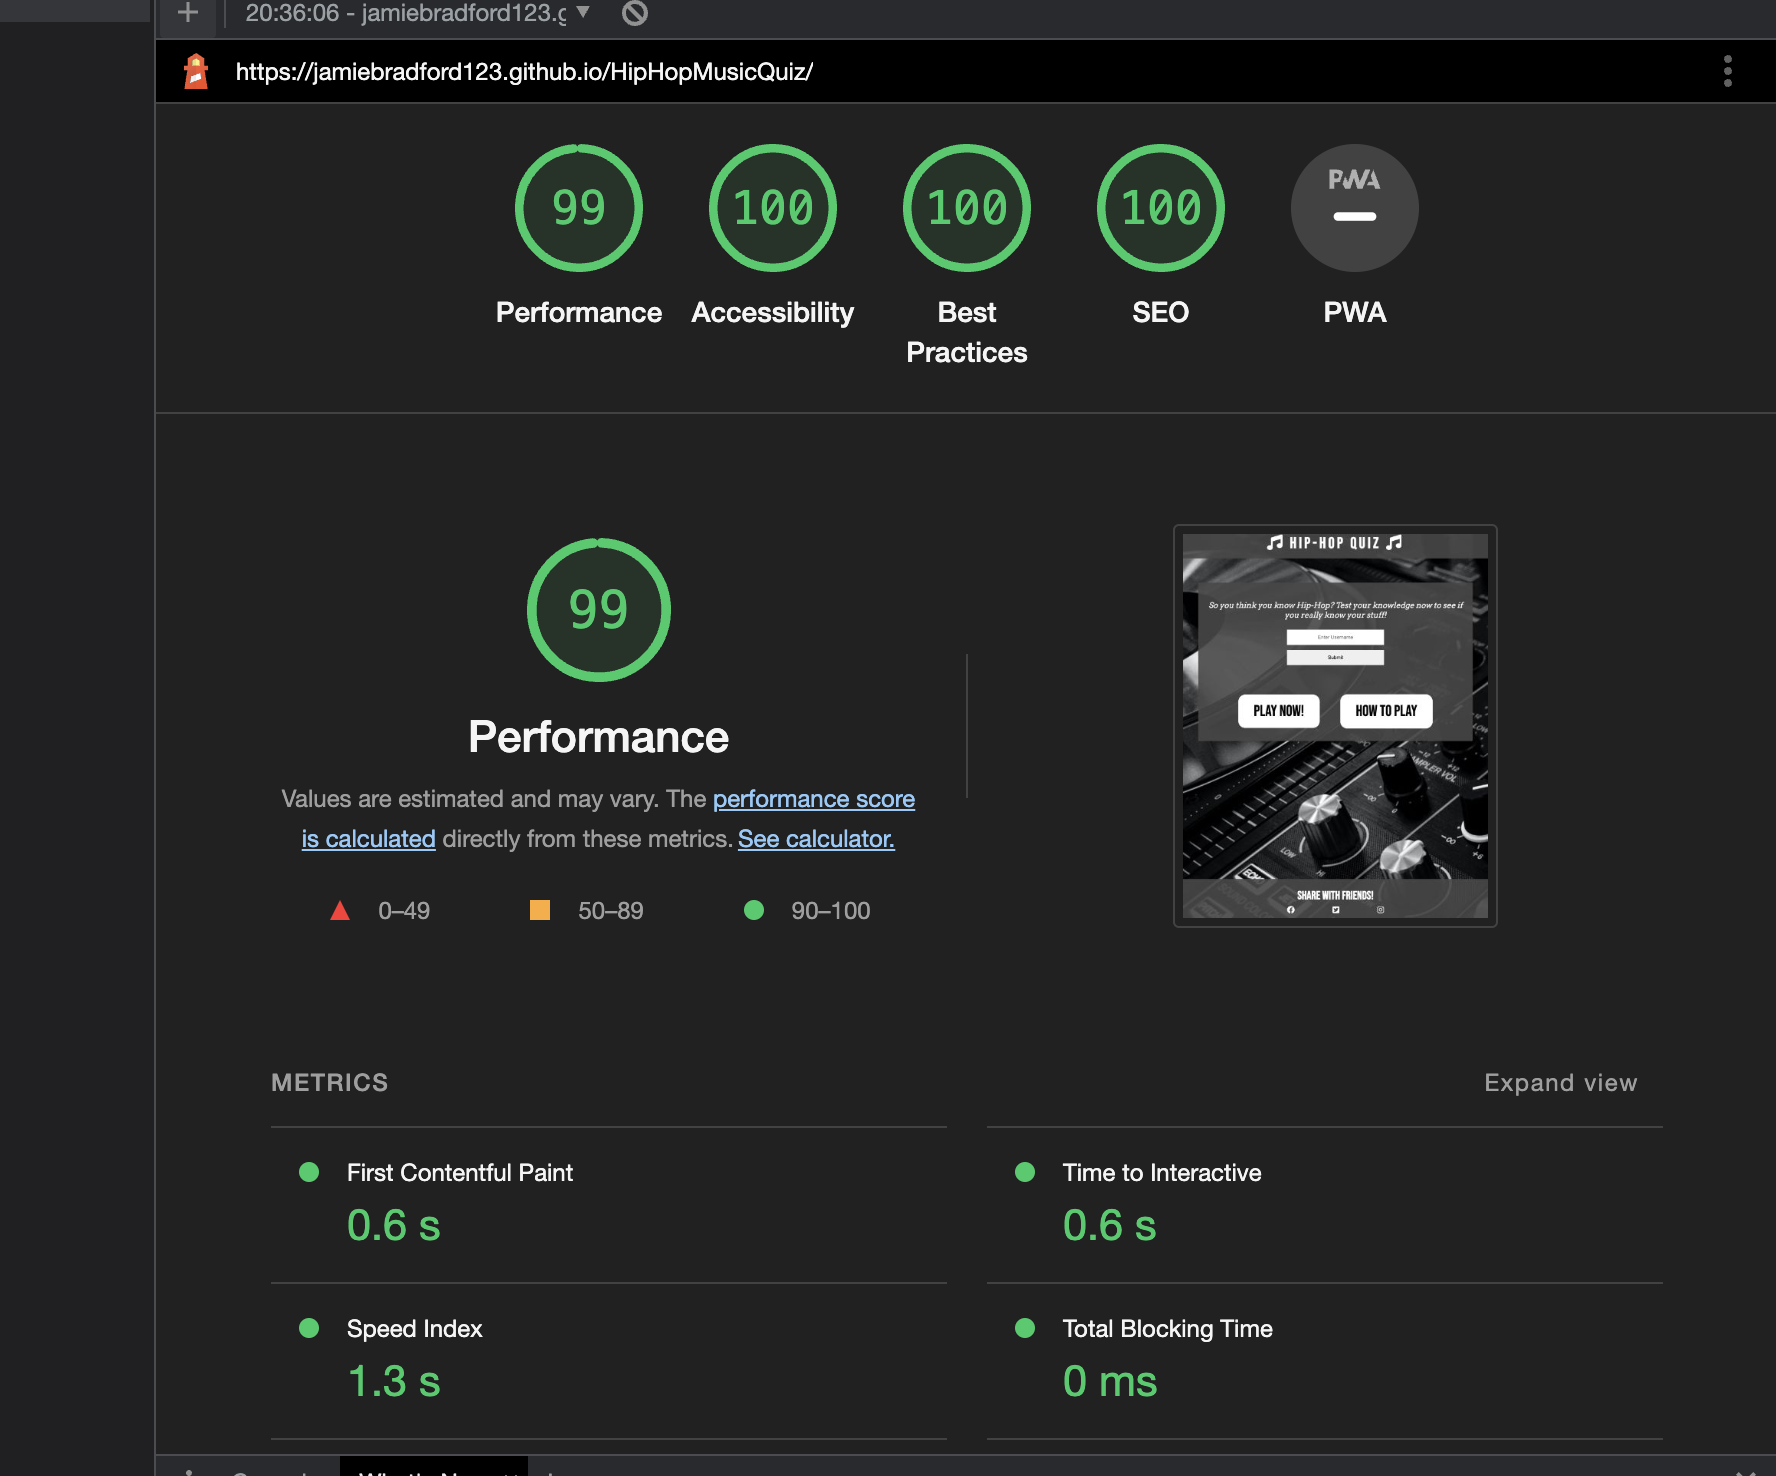 20:36:06 - jamiebradford123.g
https://jamiebradford123.github.io/HipHopMusicQuiz/
99
100
100
100
PWA
Performance
Accessibility
Best
Practices
SEO
PWA
99
Performance
Values are estimated and may vary. The performance score
is calculated directly from these metrics. See calculator.
0–49
50–89
90–100
HIP-HOP QUIZ
So you think you know Hip-Hop? Test your knowledge now to see if
you really know your stuff!
Enter Username
Submit
PLAY NOW!
HOW TO PLAY
SAMPLER VOL
LOW
HI
ECHO
SHARE WITH FRIENDS!
METRICS
Expand view
First Contentful Paint
0.6 s
Time to Interactive
0.6 s
Speed Index
1.3 s
Total Blocking Time
0 ms